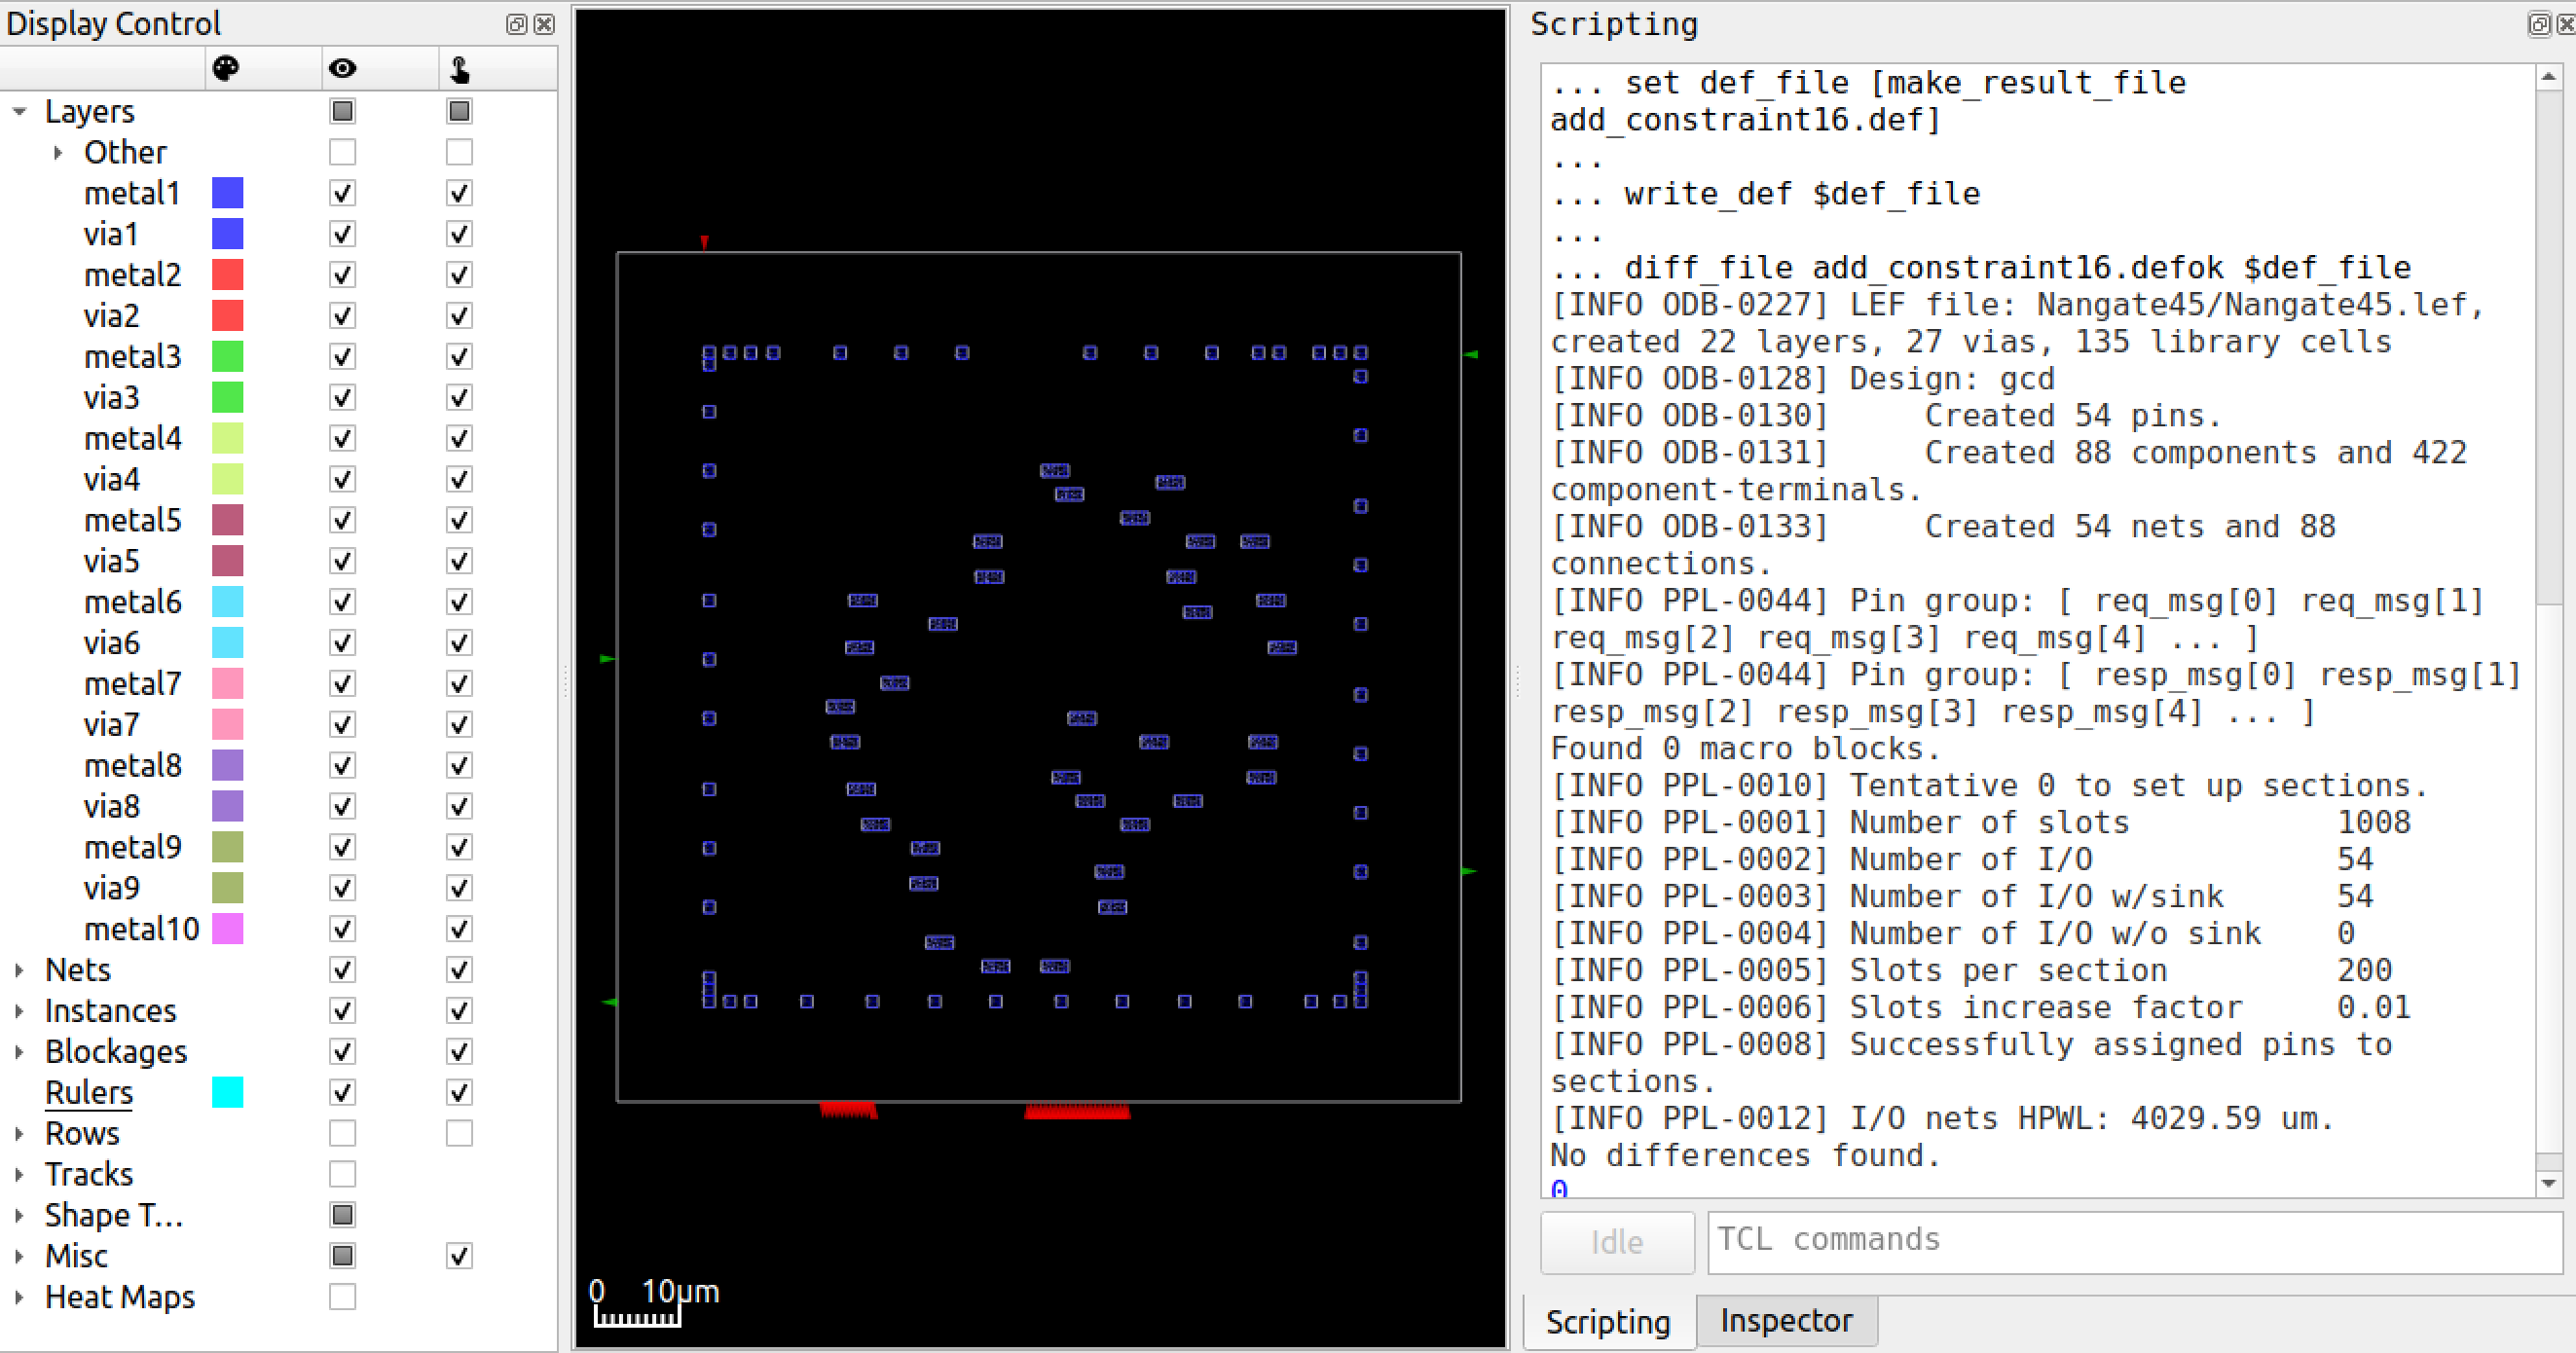 Display Control
Layers
Other
metal1
via1
metal2
via2
metal3
via3
metal4
via4
metal5
via5
metal6
via6
metal7
via7
metal8
via8
metal9
via9
metal10
Nets
Instances
Blockages
Rulers
Rows
Tracks
Shape T...
Misc
Heat Maps
0 10μm
Scripting
... set def_file [make_result_file
add_constraint16.def]
...
... write_def $def_file
...
... diff_file add_constraint16.defok $def_file
[INFO ODB-0227] LEF file: Nangate45/Nangate45.lef,
created 22 layers, 27 vias, 135 library cells
[INFO ODB-0128] Design: gcd
[INFO ODB-0130]     Created 54 pins.
[INFO ODB-0131]     Created 88 components and 422
component-terminals.
[INFO ODB-0133]     Created 54 nets and 88
connections.
[INFO PPL-0044] Pin group: [ req_msg[0] req_msg[1]
req_msg[2] req_msg[3] req_msg[4] ... ]
[INFO PPL-0044] Pin group: [ resp_msg[0] resp_msg[1]
resp_msg[2] resp_msg[3] resp_msg[4] ... ]
Found 0 macro blocks.
[INFO PPL-0010] Tentative 0 to set up sections.
[INFO PPL-0001] Number of slots          1008
[INFO PPL-0002] Number of I/O            54
[INFO PPL-0003] Number of I/O w/sink     54
[INFO PPL-0004] Number of I/O w/o sink   0
[INFO PPL-0005] Slots per section        200
[INFO PPL-0006] Slots increase factor    0.01
[INFO PPL-0008] Successfully assigned pins to
sections.
[INFO PPL-0012] I/O nets HPWL: 4029.59 um.
No differences found.
0
Idle
TCL commands
Scripting
Inspector